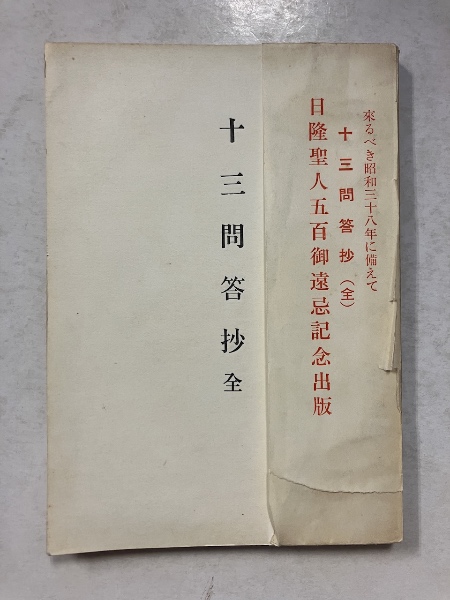 来るべき昭和三十八年に備えて
十三問答抄（全）
日隆聖人五百御遠忌記念出版
十三問答抄 全